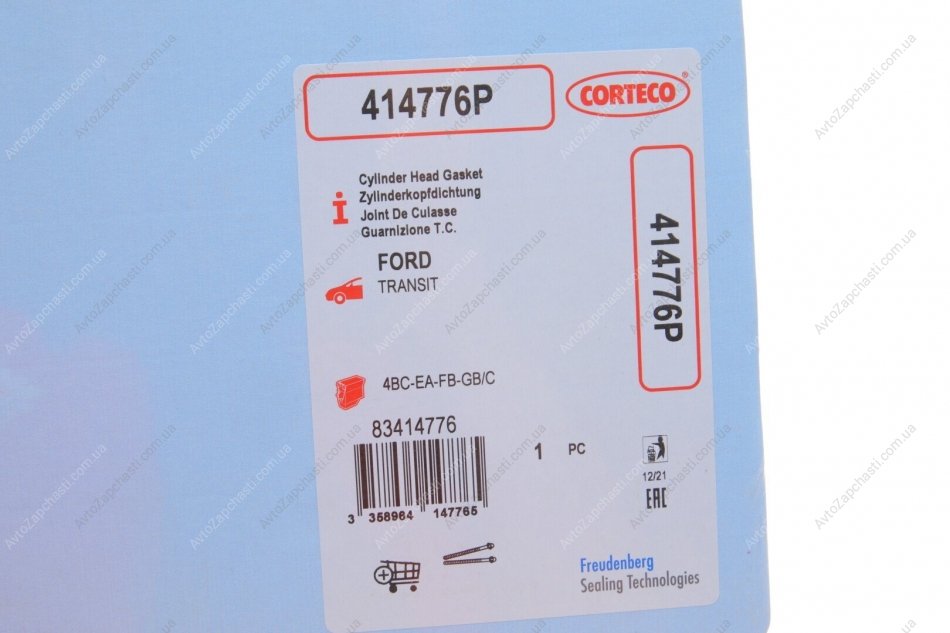 414776P
CORTECO®
Cylinder Head Gasket
Zylinderkopfdichtung
Joint De Culasse
Guarnizione T.C.
FORD
TRANSIT
414776P
4BC-EA-FB-GB/C
83414776
1 PC
12/21
EAC
3 358964 147765
Freudenberg
Sealing Technologies
AvtoZapchasti.com.ua